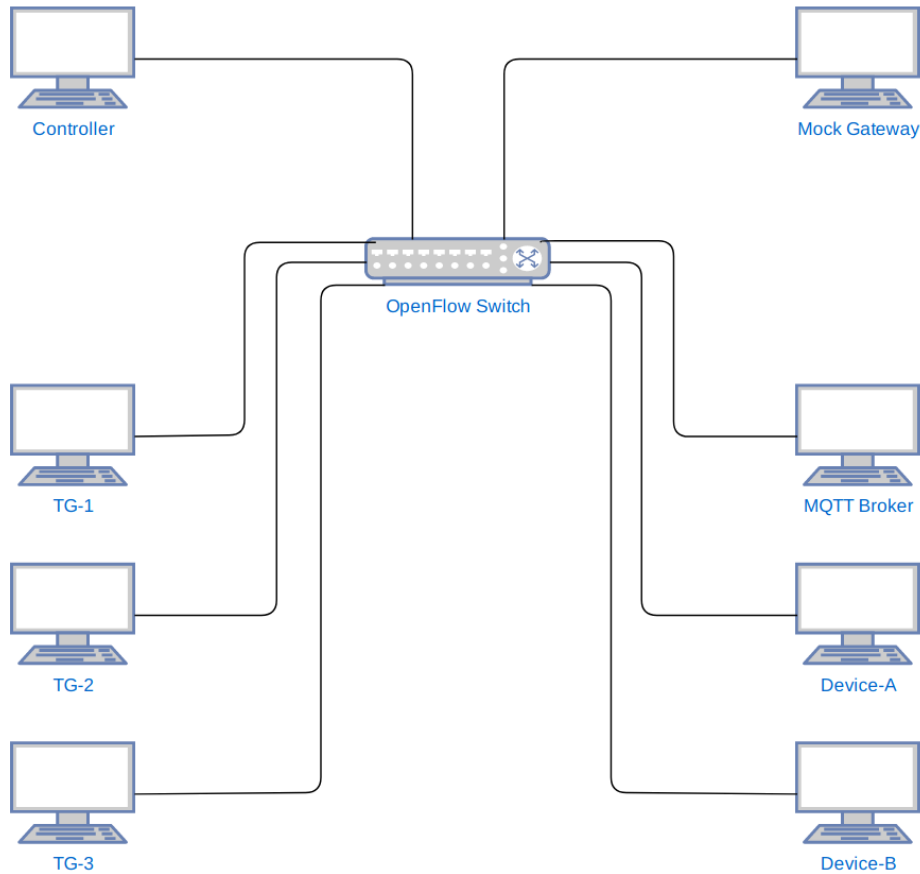 Controller
Mock Gateway
OpenFlow Switch
TG-1
MQTT Broker
TG-2
Device-A
TG-3
Device-B